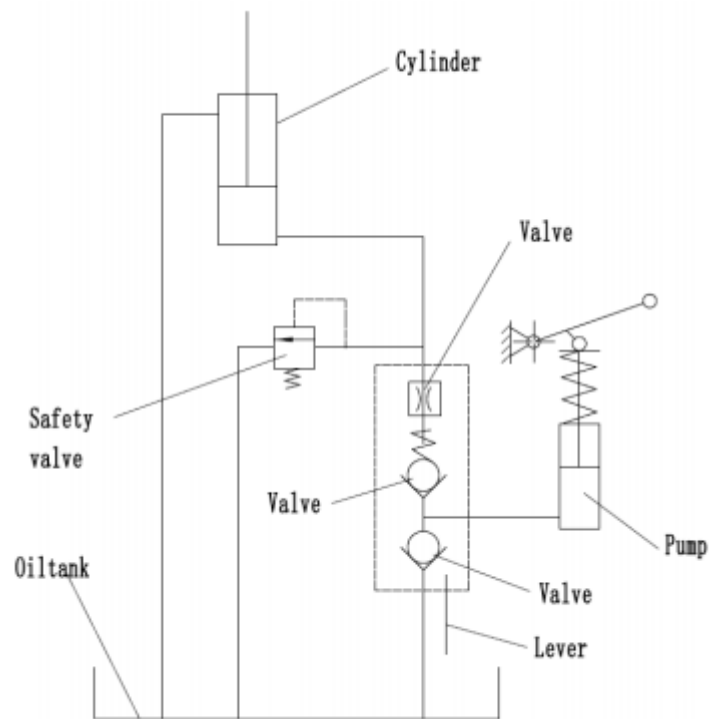 Cylinder
Valve
Safety
valve
Valve
Pump
Oiltank
Valve
Lever